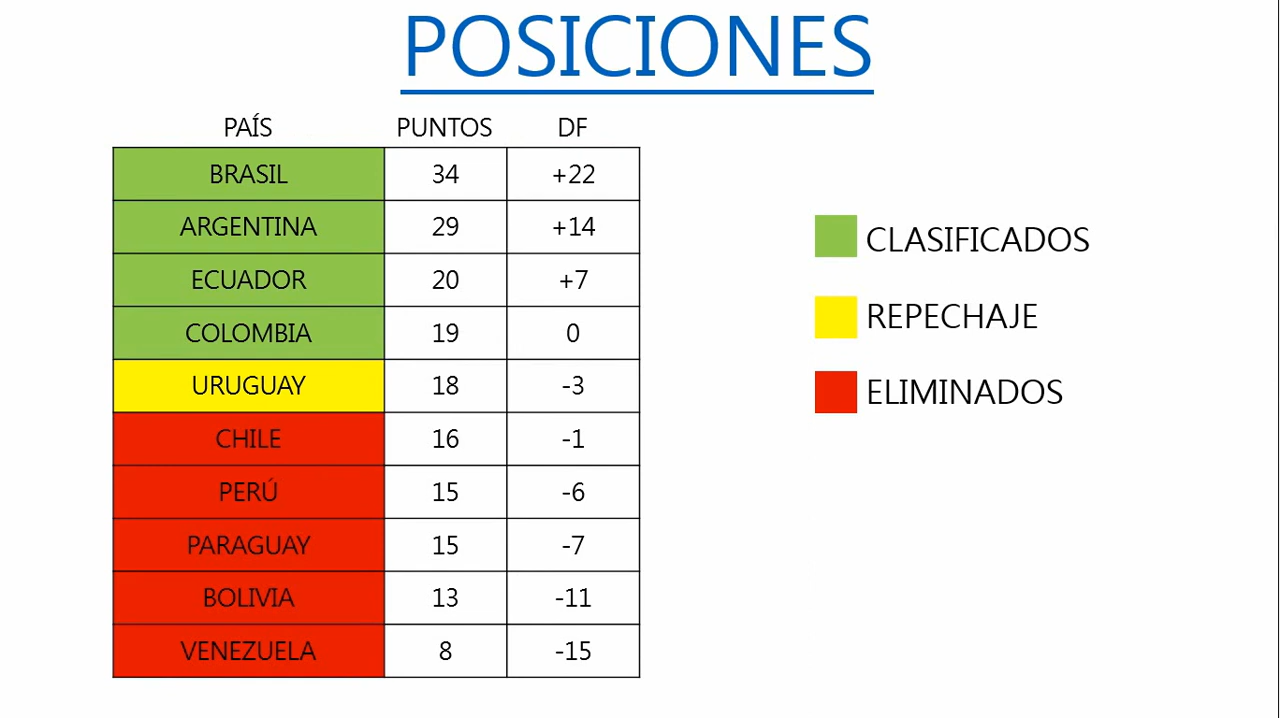 POSICIONES
PAÍS PUNTOS DF
BRASIL 34 +22
ARGENTINA 29 +14
ECUADOR 20 +7
COLOMBIA 19 0
URUGUAY 18 -3
CHILE 16 -1
PERÚ 15 -6
PARAGUAY 15 -7
BOLIVIA 13 -11
VENEZUELA 8 -15
CLASIFICADOS
REPECHAJE
ELIMINADOS